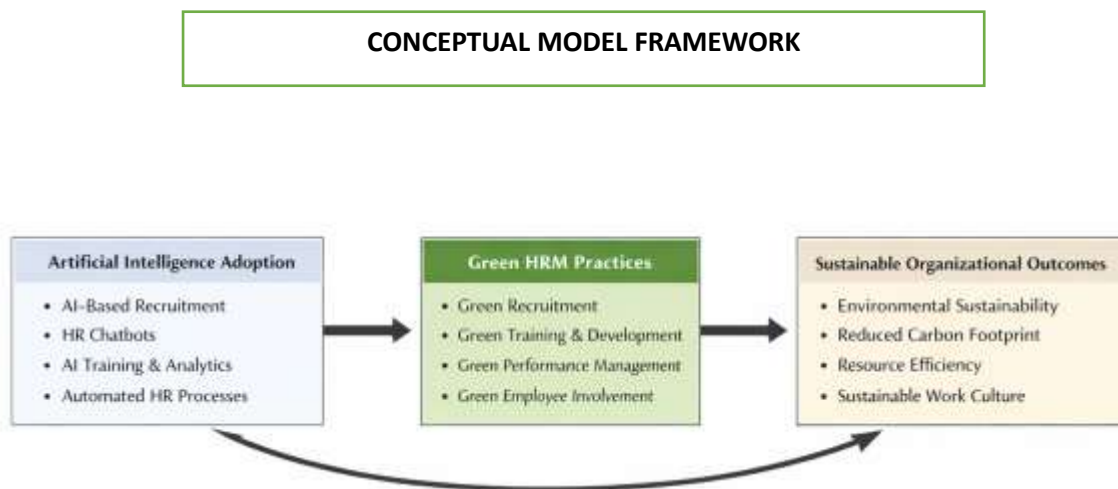 CONCEPTUAL MODEL FRAMEWORK
Artificial Intelligence Adoption
• AI-Based Recruitment
• HR Chatbots
• AI Training & Analytics
• Automated HR Processes
Green HRM Practices
• Green Recruitment
• Green Training & Development
• Green Performance Management
• Green Employee Involvement
Sustainable Organizational Outcomes
• Environmental Sustainability
• Reduced Carbon Footprint
• Resource Efficiency
• Sustainable Work Culture